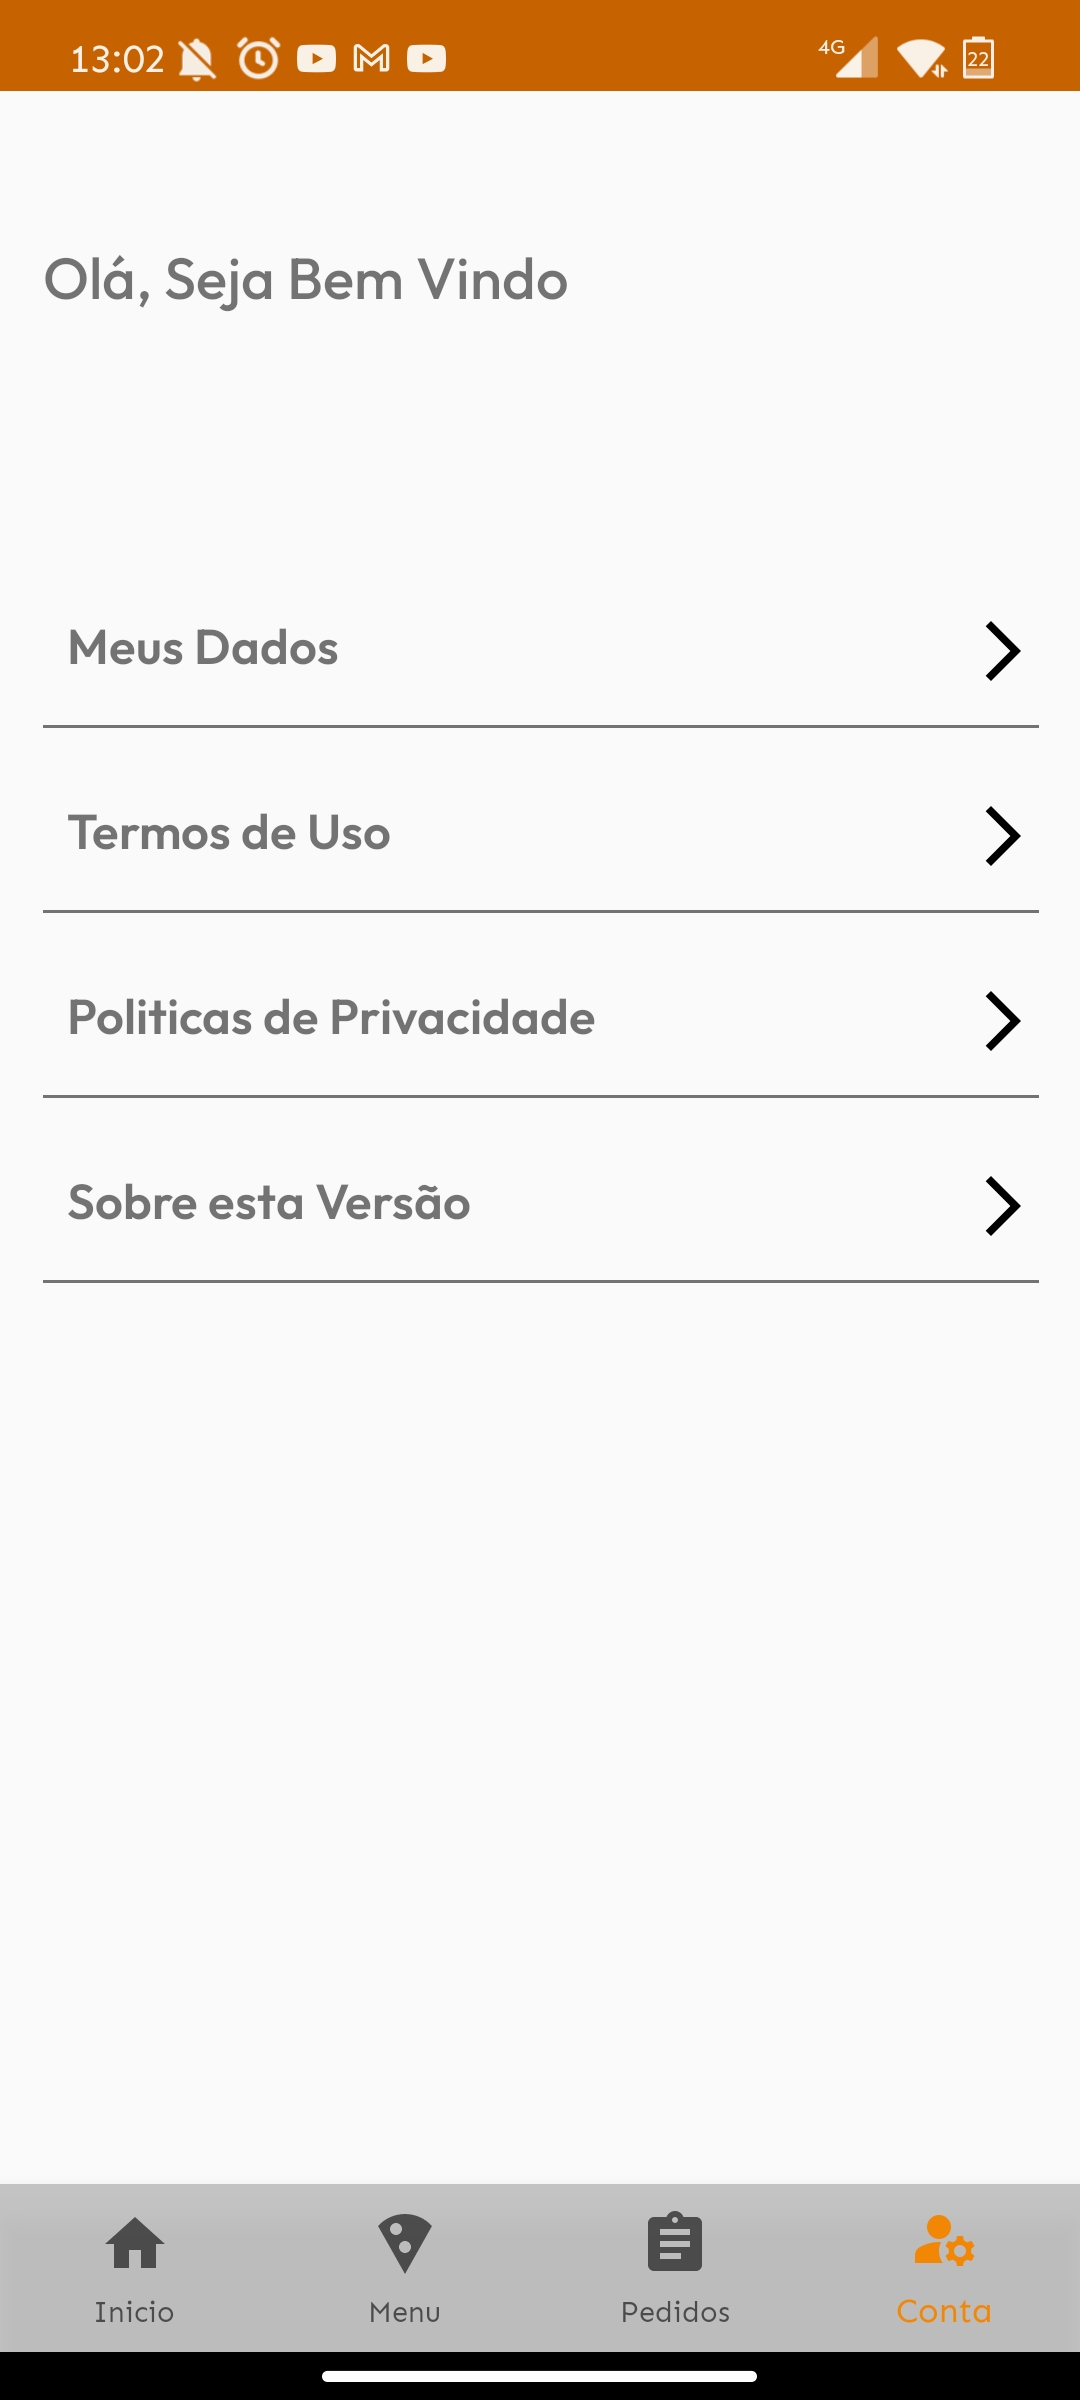 13:02 4G 22
Olá, Seja Bem Vindo
Meus Dados
Termos de Uso
Politicas de Privacidade
Sobre esta Versão
Inicio Menu Pedidos Conta